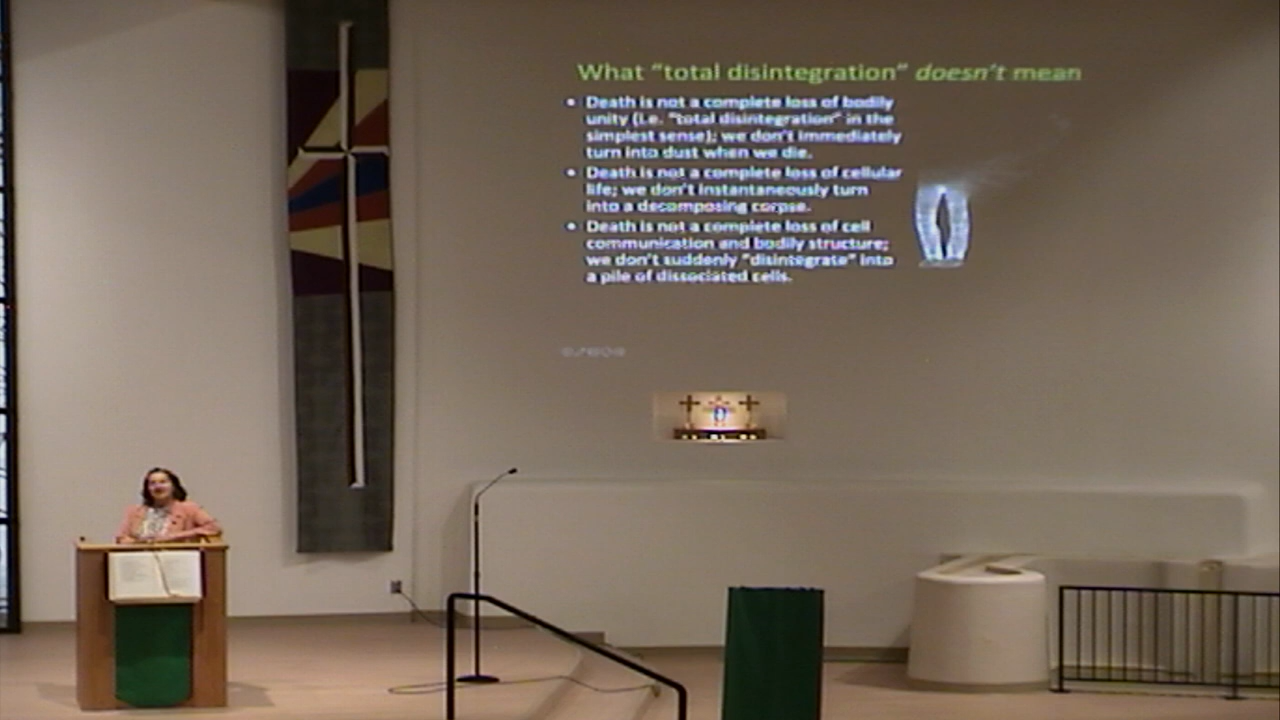 What “total disintegration” doesn’t mean
• Death is not a complete loss of bodily
unity (i.e. “total disintegration” in the
simplest sense); we don’t immediately
turn into dust when we die.
• Death is not a complete loss of cellular
life; we don’t instantaneously turn
into a decomposing corpse.
• Death is not a complete loss of cell
communication and bodily structure;
we don’t suddenly “disintegrate” into
a pile of dissociated cells.